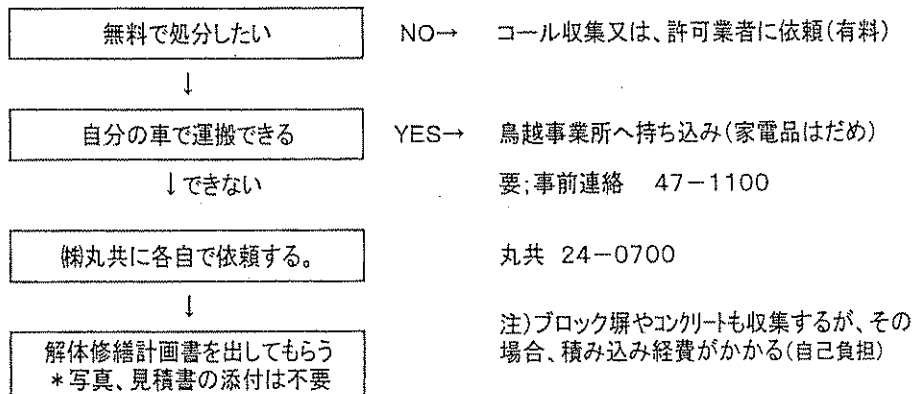 無料で処分したい NO→ コール収集又は、許可業者に依頼(有料)
↓
自分の車で運搬できる YES→鳥越事業所へ持ち込み(家電品はだめ)
↓できない 要;事前連絡 47-1100
㈱丸共に各自で依頼する。 丸共 24-0700
↓
注)ブロック塀やコンクリートも収集するが、その
場合、積み込み経費がかかる(自己負担)
解体修繕計画書を出してもらう
*写真、見積書の添付は不要